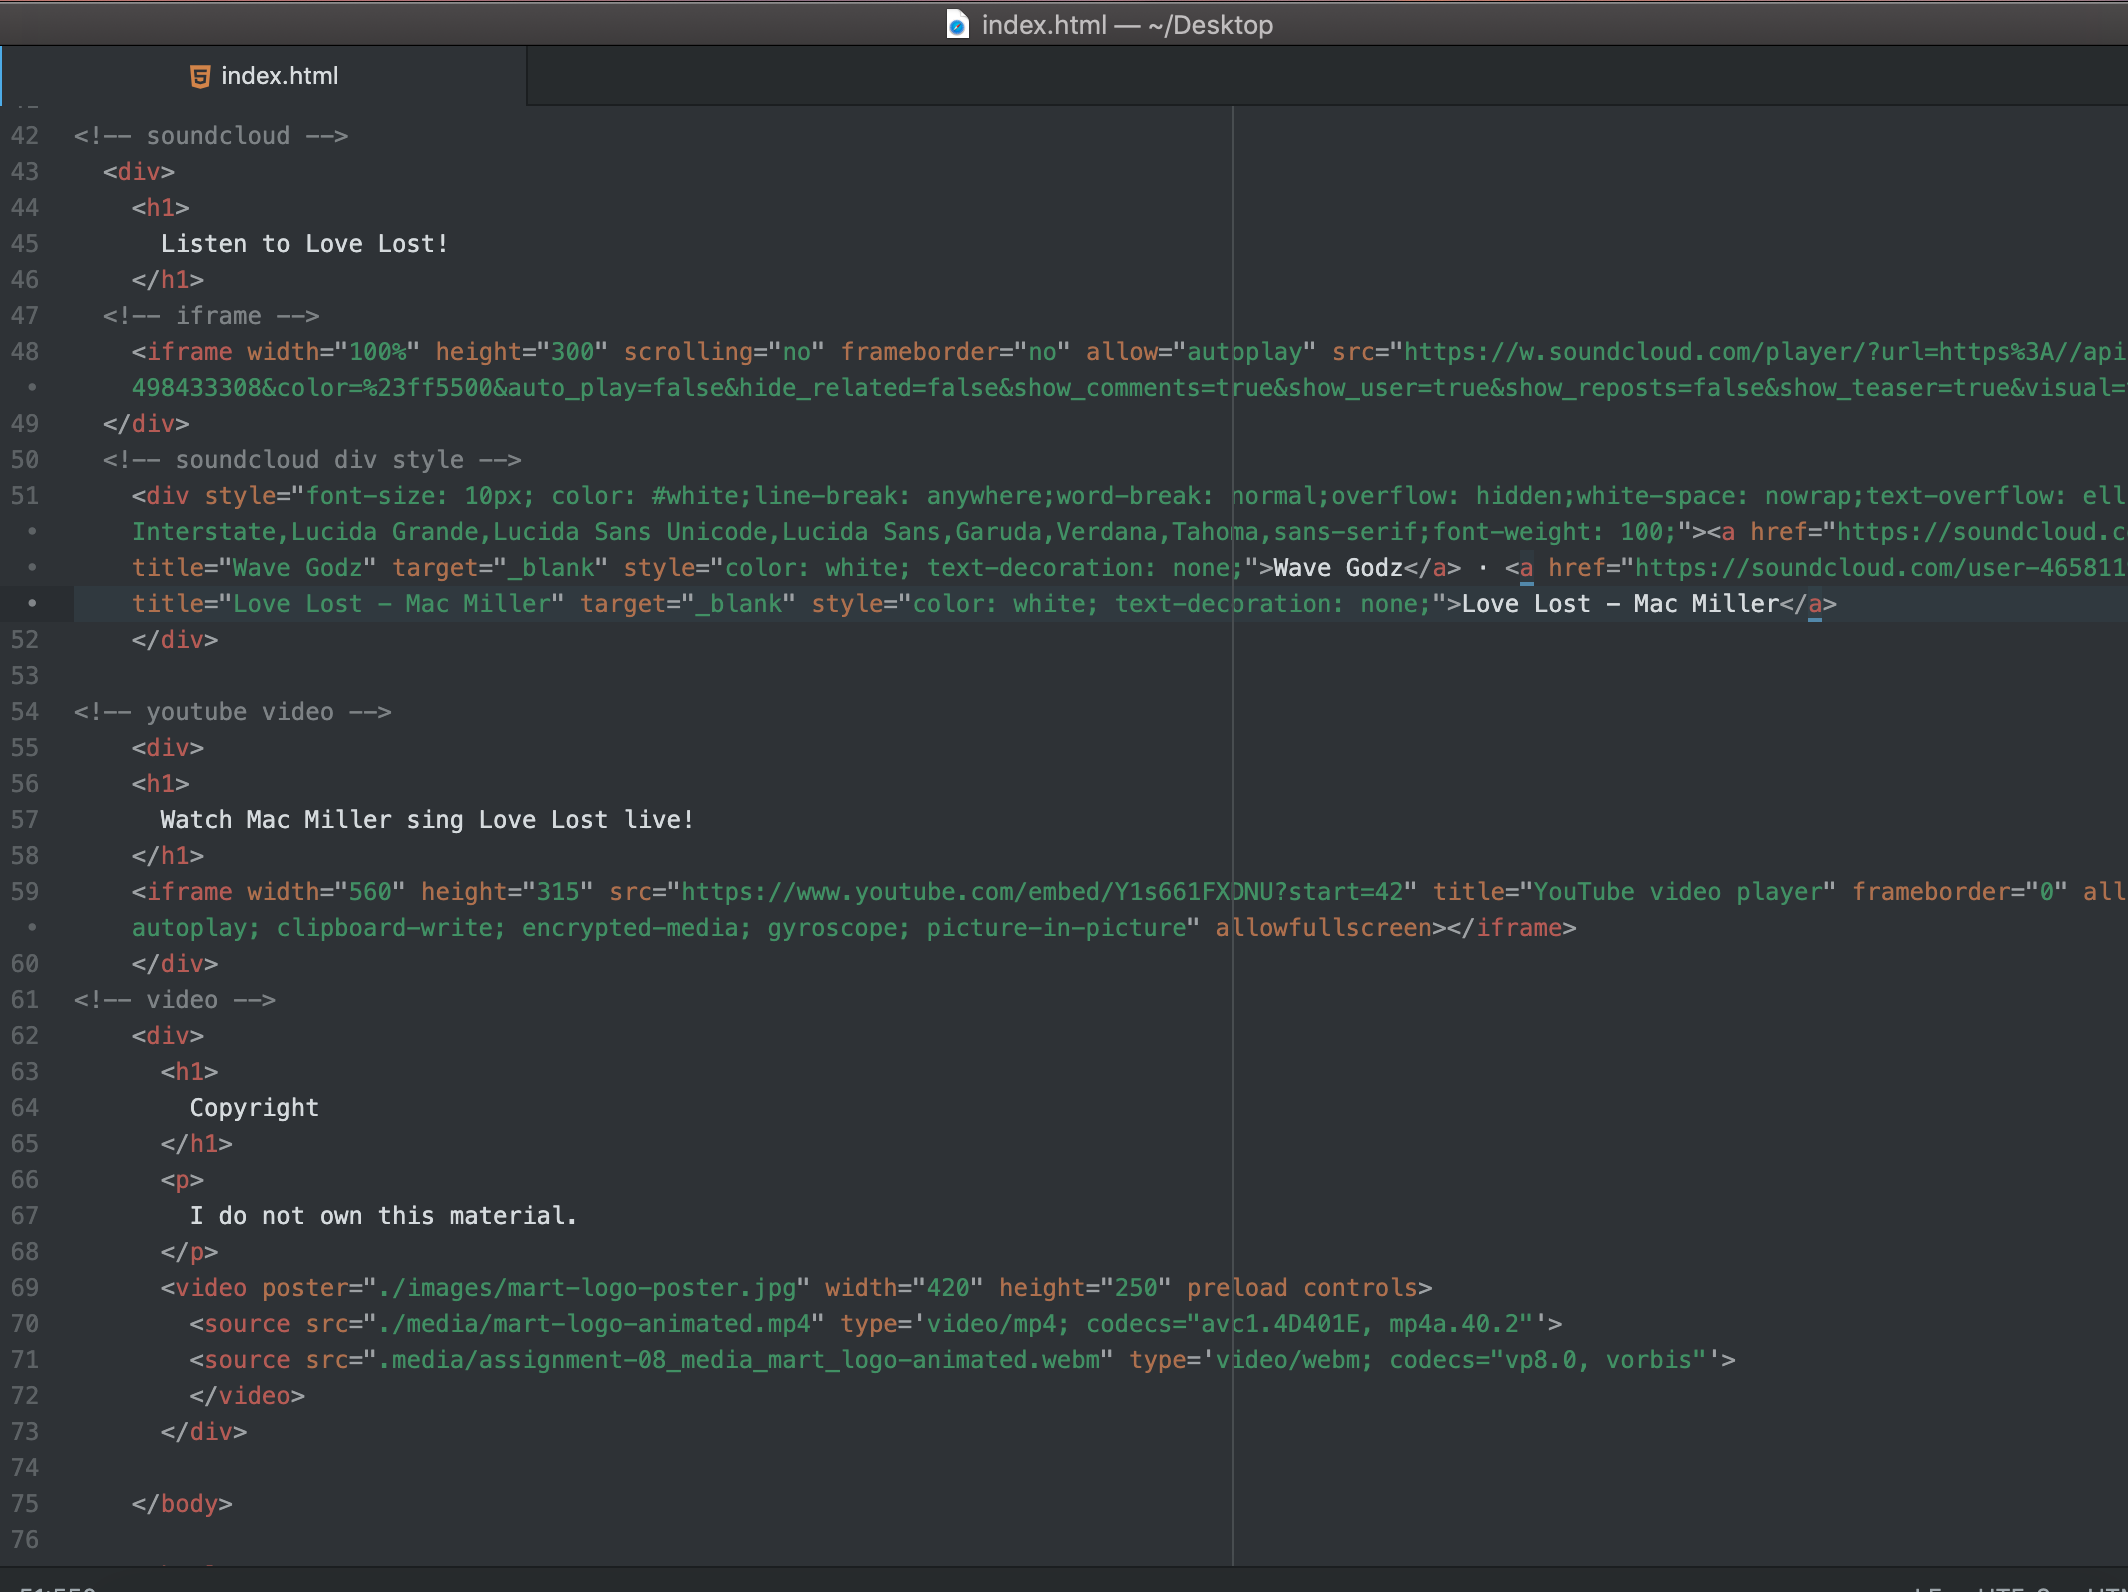 index.html — ~/Desktop
index.html
42 <!-- soundcloud -->
43 <div>
44 <h1>
45 Listen to Love Lost!
46 </h1>
47 <!-- iframe -->
48 <iframe width="100%" height="300" scrolling="no" frameborder="no" allow="autoplay" src="https://w.soundcloud.com/player/?url=https%3A//api
• 498433308&color=%23ff5500&auto_play=false&hide_related=false&show_comments=true&show_user=true&show_reposts=false&show_teaser=true&visual=
49 </div>
50 <!-- soundcloud div style -->
51 <div style="font-size: 10px; color: #white;line-break: anywhere;word-break: normal;overflow: hidden;white-space: nowrap;text-overflow: ell
• Interstate,Lucida Grande,Lucida Sans Unicode,Lucida Sans,Garuda,Verdana,Tahoma,sans-serif;font-weight: 100;"><a href="https://soundcloud.c
• title="Wave Godz" target="_blank" style="color: white; text-decoration: none;">Wave Godz</a> · <a href="https://soundcloud.com/user-465811
• title="Love Lost - Mac Miller" target="_blank" style="color: white; text-decoration: none;">Love Lost - Mac Miller</a>
52 </div>
53
54 <!-- youtube video -->
55 <div>
56 <h1>
57 Watch Mac Miller sing Love Lost live!
58 </h1>
59 <iframe width="560" height="315" src="https://www.youtube.com/embed/Y1s661FXDNU?start=42" title="YouTube video player" frameborder="0" all
• autoplay; clipboard-write; encrypted-media; gyroscope; picture-in-picture" allowfullscreen></iframe>
60 </div>
61 <!-- video -->
62 <div>
63 <h1>
64 Copyright
65 </h1>
66 <p>
67 I do not own this material.
68 </p>
69 <video poster="./images/mart-logo-poster.jpg" width="420" height="250" preload controls>
70 <source src="./media/mart-logo-animated.mp4" type='video/mp4; codecs="avc1.4D401E, mp4a.40.2"'>
71 <source src=".media/assignment-08_media_mart_logo-animated.webm" type='video/webm; codecs="vp8.0, vorbis"'>
72 </video>
73 </div>
74
75 </body>
76